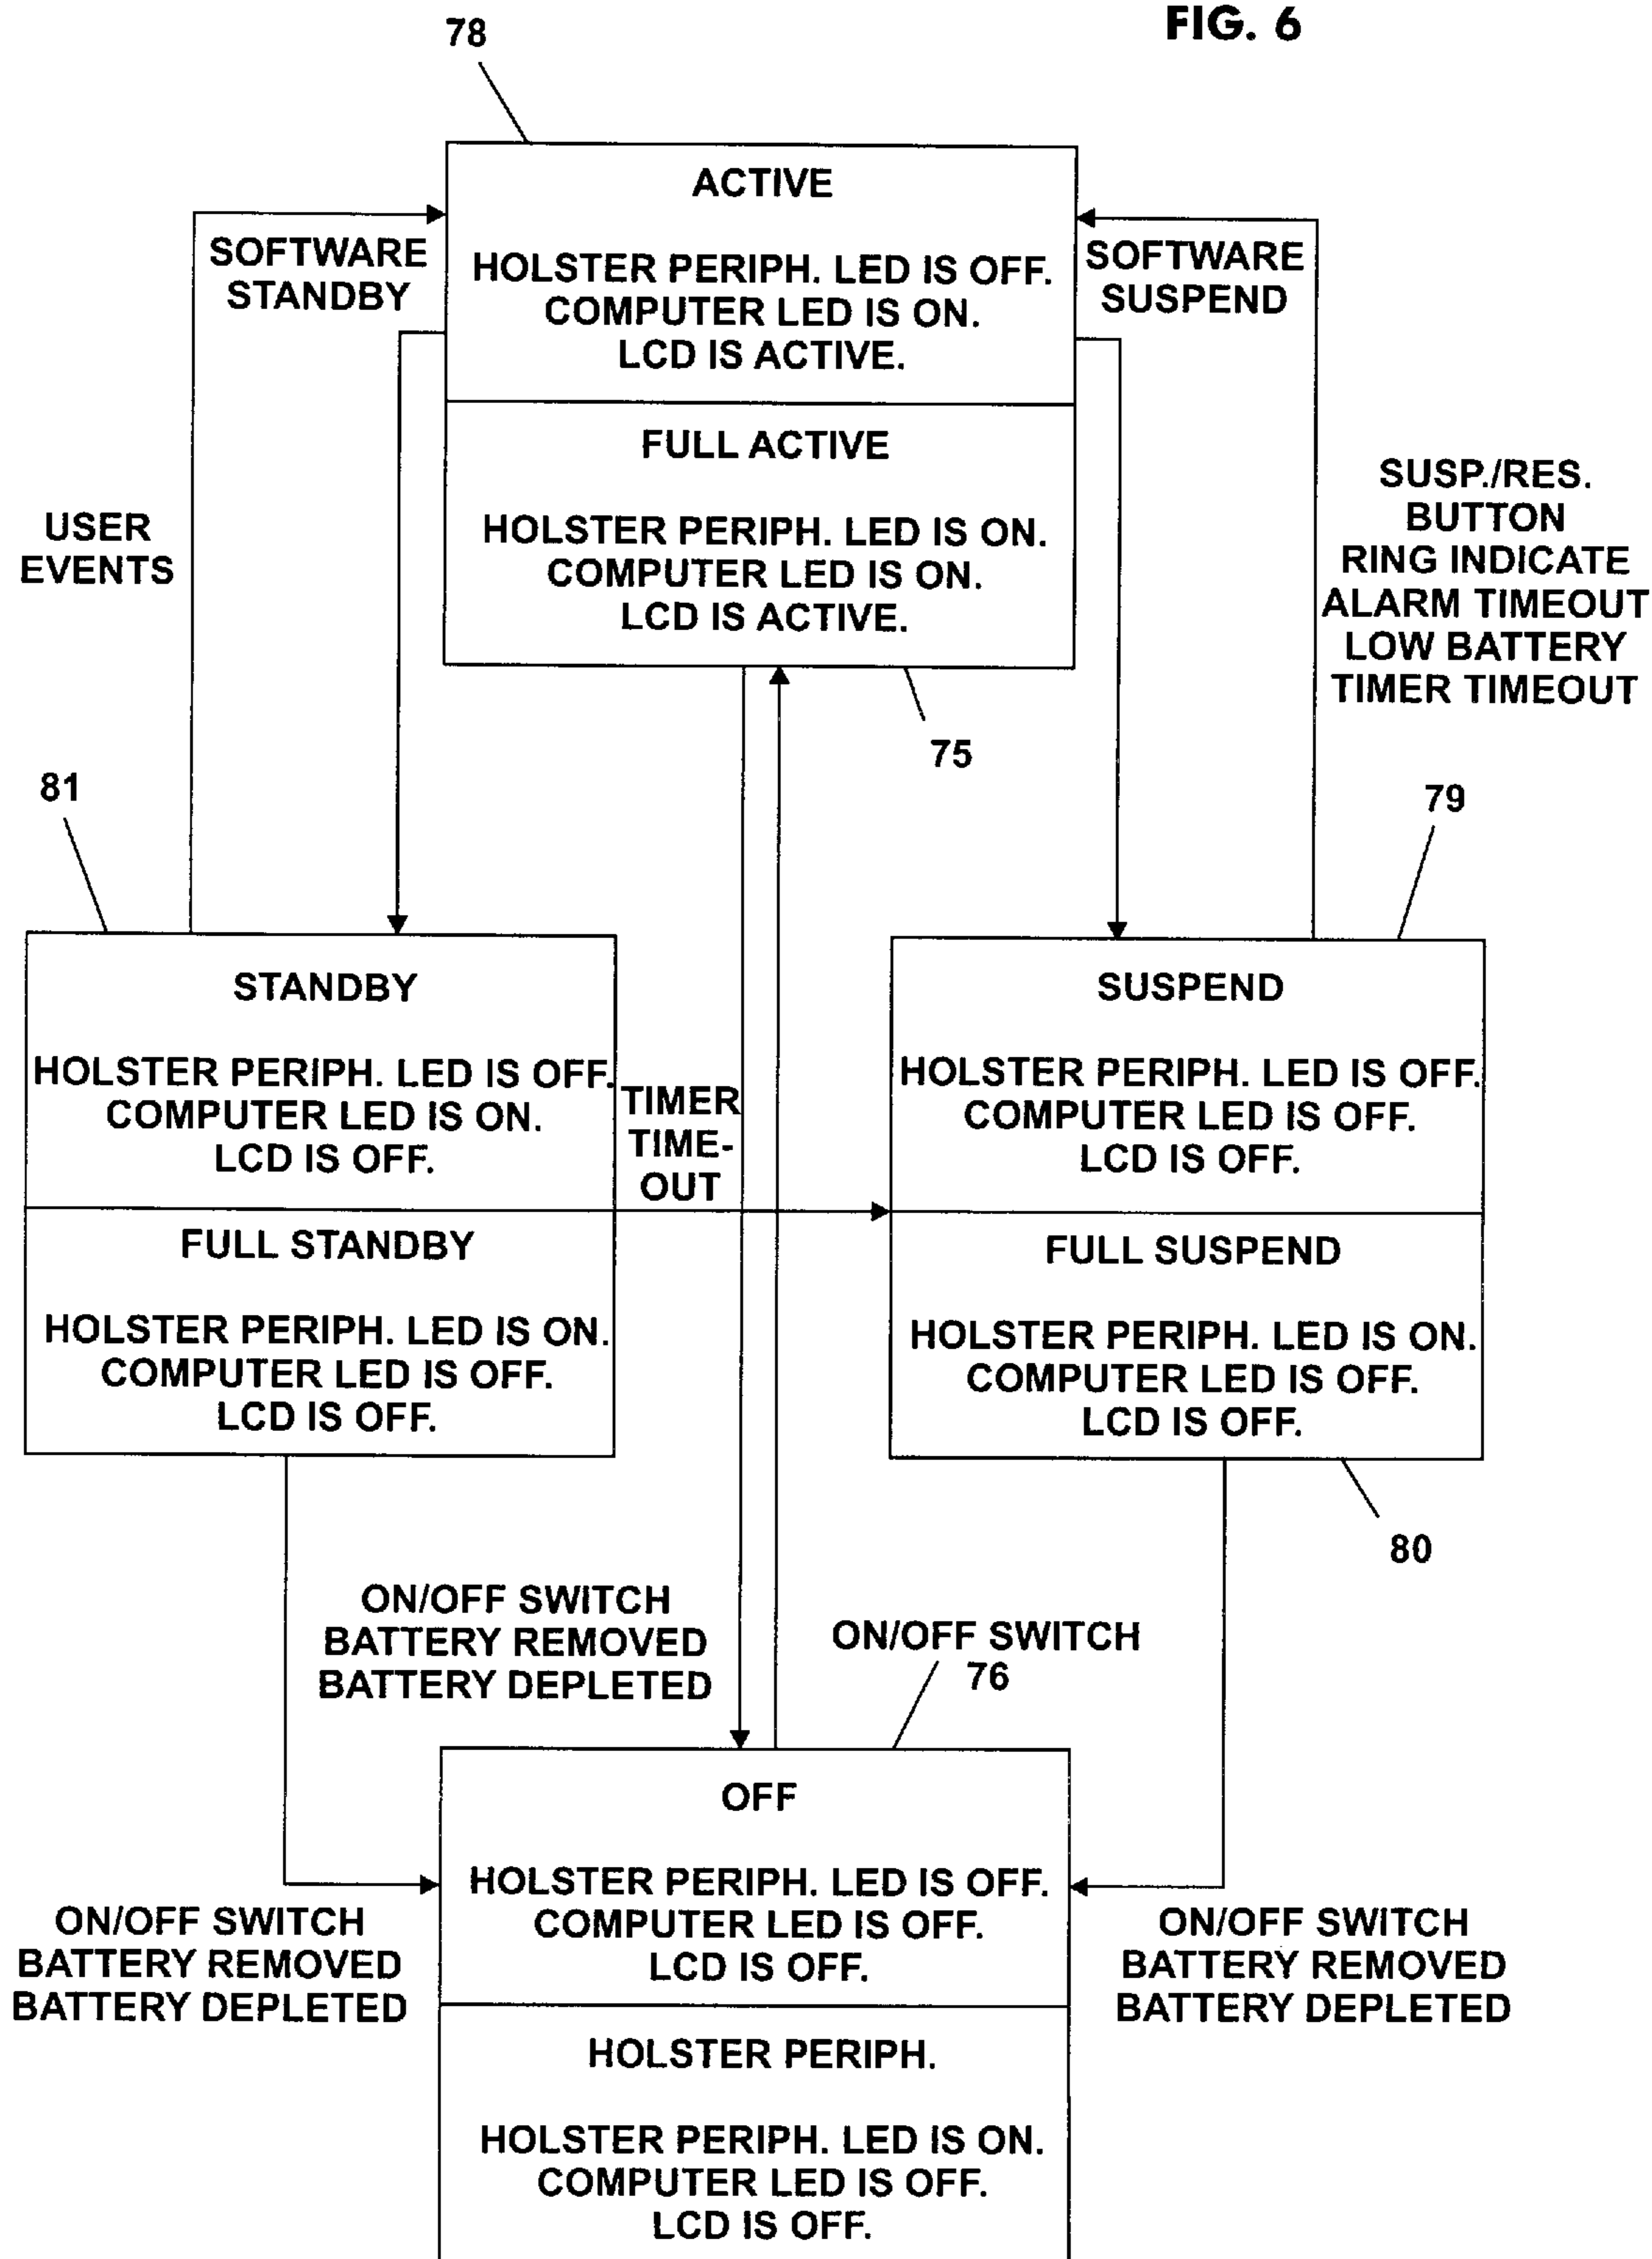 FIG. 6
78
ACTIVE
HOLSTER PERIPH. LED IS OFF.
COMPUTER LED IS ON.
LCD IS ACTIVE.
SOFTWARE
STANDBY
SOFTWARE
SUSPEND
FULL ACTIVE
HOLSTER PERIPH. LED IS ON.
COMPUTER LED IS ON.
LCD IS ACTIVE.
USER
EVENTS
SUSP./RES.
BUTTON
RING INDICATE
ALARM TIMEOUT
LOW BATTERY
TIMER TIMEOUT
75
81
79
STANDBY
HOLSTER PERIPH. LED IS OFF.
COMPUTER LED IS ON.
LCD IS OFF.
TIMER
TIME-
OUT
SUSPEND
HOLSTER PERIPH. LED IS OFF.
COMPUTER LED IS OFF.
LCD IS OFF.
FULL STANDBY
HOLSTER PERIPH. LED IS ON.
COMPUTER LED IS OFF.
LCD IS OFF.
FULL SUSPEND
HOLSTER PERIPH. LED IS ON.
COMPUTER LED IS OFF.
LCD IS OFF.
80
ON/OFF SWITCH
BATTERY REMOVED
BATTERY DEPLETED
ON/OFF SWITCH
76
OFF
HOLSTER PERIPH. LED IS OFF.
COMPUTER LED IS OFF.
LCD IS OFF.
ON/OFF SWITCH
BATTERY REMOVED
BATTERY DEPLETED
ON/OFF SWITCH
BATTERY REMOVED
BATTERY DEPLETED
HOLSTER PERIPH.
HOLSTER PERIPH. LED IS ON.
COMPUTER LED IS OFF.
LCD IS OFF.